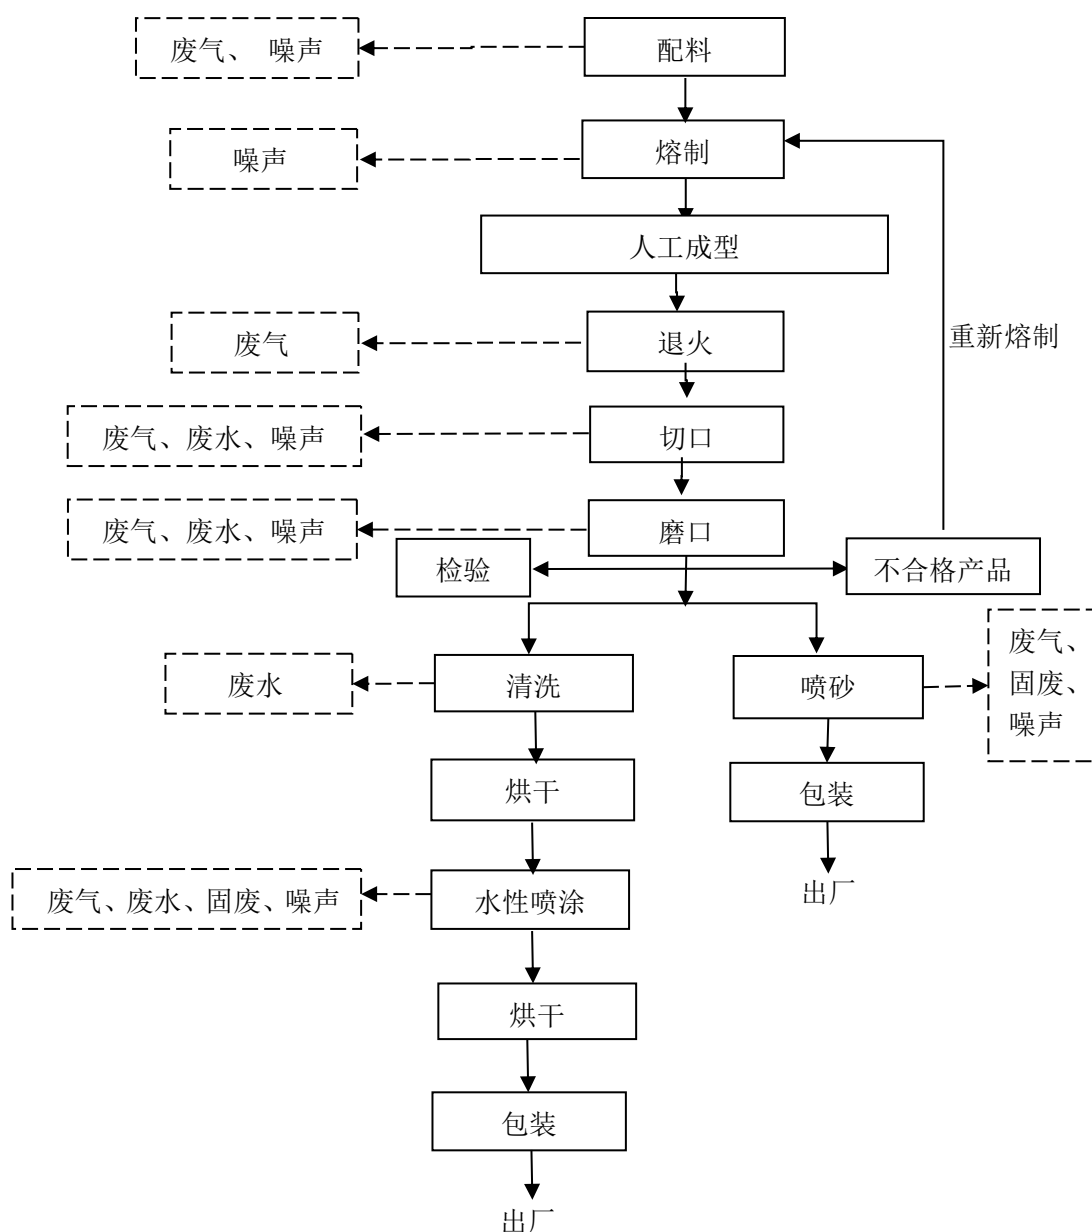 废气、 噪声
配料
噪声
熔制
人工成型
废气
退火
重新熔制
废气、废水、噪声
切口
废气、废水、噪声
磨口
检验
不合格产品
废水
清洗
喷砂
废气、
固废、
噪声
烘干
包装
废气、废水、固废、噪声
水性喷涂
出厂
烘干
包装
出厂